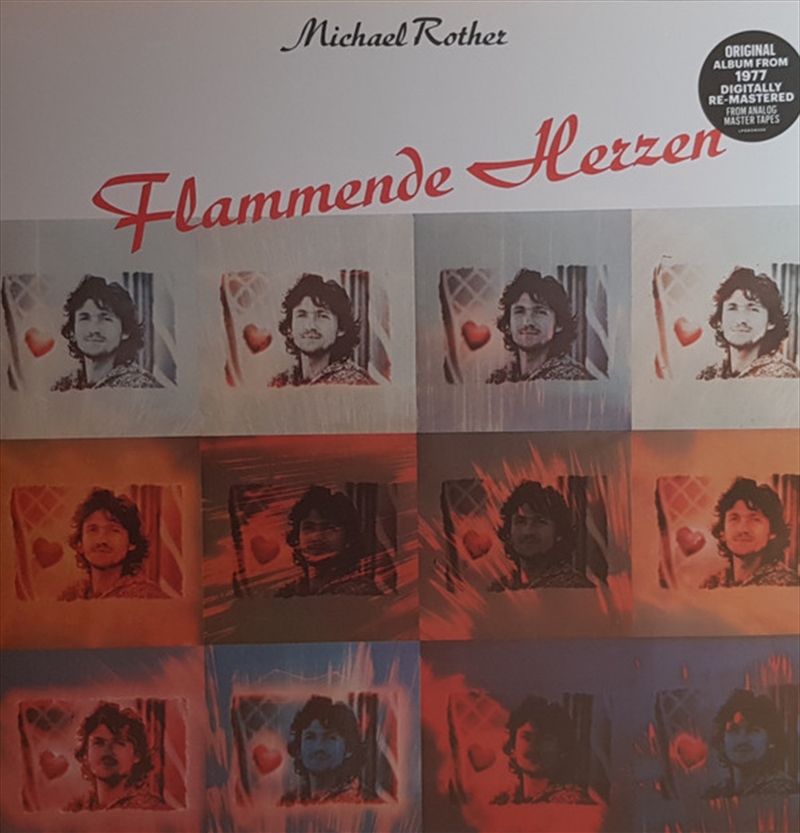 Michael Rother
ORIGINAL
ALBUM FROM
1977
DIGITALLY
RE-MASTERED
FROM ANALOG
MASTER TAPES
Flammende Herzen